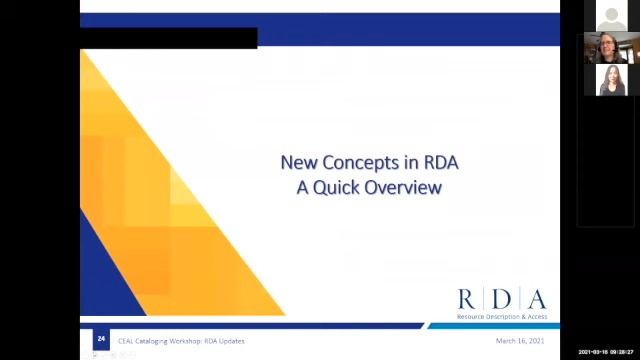 New Concepts in RDA
A Quick Overview
R D A
Resource Description & Access
24
CEAL Cataloging Workshop: RDA Updates
March 16, 2021
2021-03-16 09:28:27